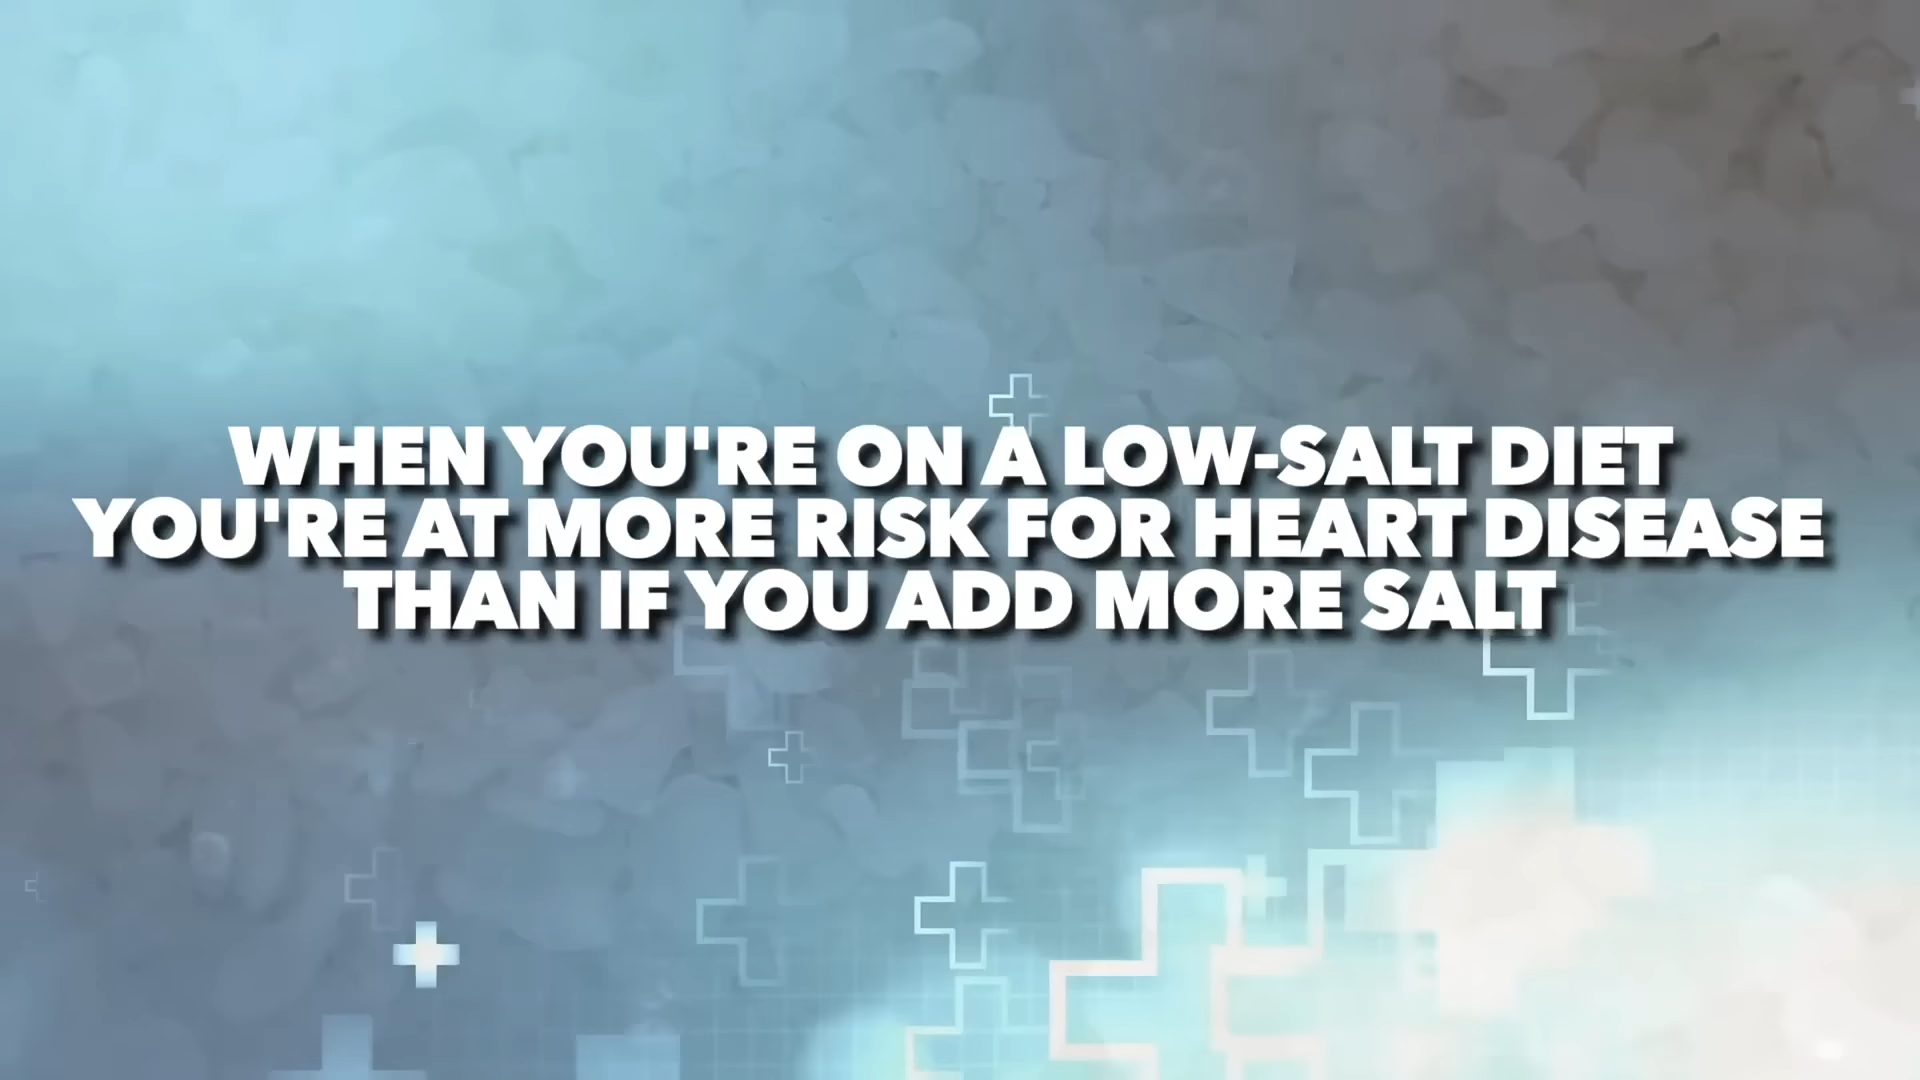 WHEN YOU'RE ON A LOW-SALT DIET
YOU'RE AT MORE RISK FOR HEART DISEASE
THAN IF YOU ADD MORE SALT